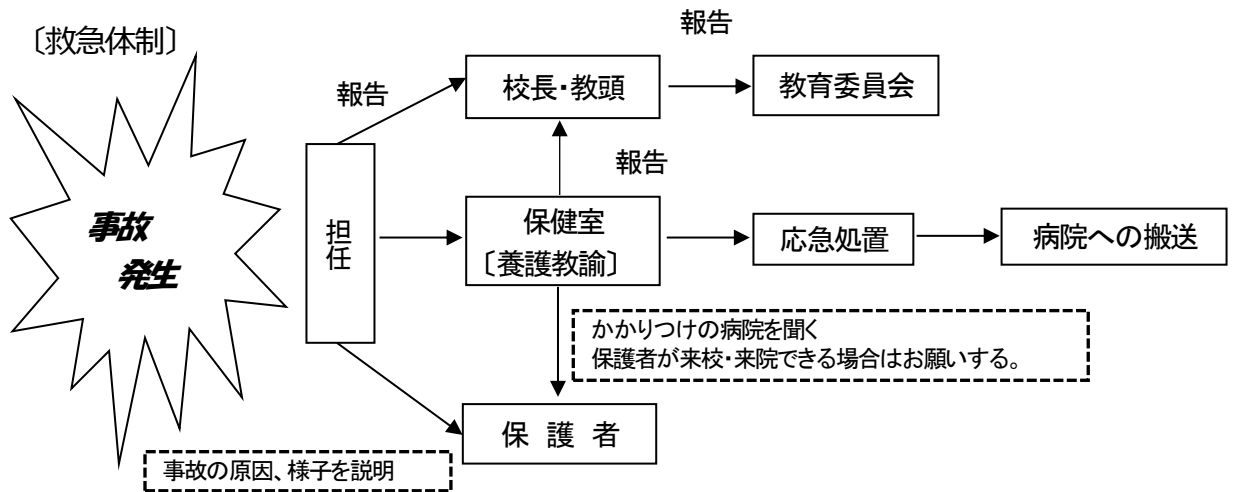 〔救急体制〕
報告
校長・教頭
教育委員会
報告
報告
担任
保健室
〔養護教諭〕
応急処置
病院への搬送
事故
発生
かかりつけの病院を聞く
保護者が来校・来院できる場合はお願いする。
保 護 者
事故の原因、様子を説明